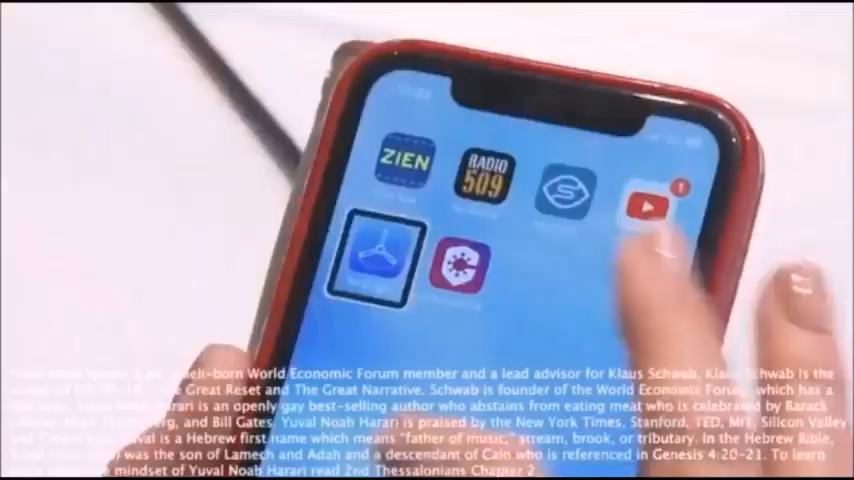 ZIEN
RADIO
509
S
1
-born World Economic Forum member and a lead advisor for Klaus Schwab. Klaus Schwab is the
Great Reset and The Great Narrative. Schwab is founder of the World Economic Forum, which has a
Harari is an openly gay best-selling author who abstains from eating meat who is celebrated by Barack
and Bill Gates. Yuval Noah Harari is praised by the New York Times, Stanford, TED, MIT, Silicon Valley
Yuval is a Hebrew first name which means "father of music," stream, brook, or tributary. In the Hebrew Bible,
was the son of Lamech and Adah and a descendant of Cain who is referenced in Genesis 4:20-21. To learn
mindset of Yuval Noah Harari read 2nd Thessalonians Chapter 2.